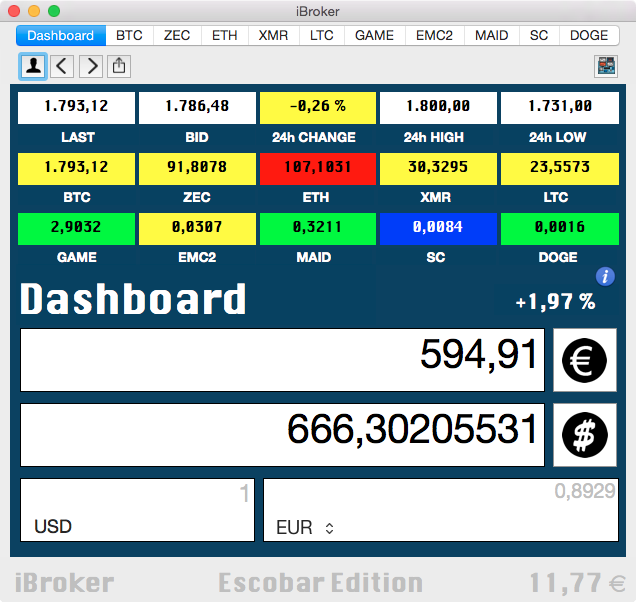 iBroker
Dashboard BTC ZEC ETH XMR LTC GAME EMC2 MAID SC DOGE
1.793,12 1.786,48 -0,26 % 1.800,00 1.731,00
LAST BID 24h CHANGE 24h HIGH 24h LOW
1.793,12 91,8078 107,1031 30,3295 23,5573
BTC ZEC ETH XMR LTC
2,9032 0,0307 0,3211 0,0084 0,0016
GAME EMC2 MAID SC DOGE
i
Dashboard +1,97 %
594,91 €
666,30205531 $
1 0,8929
USD EUR
iBroker Escobar Edition 11,77 €